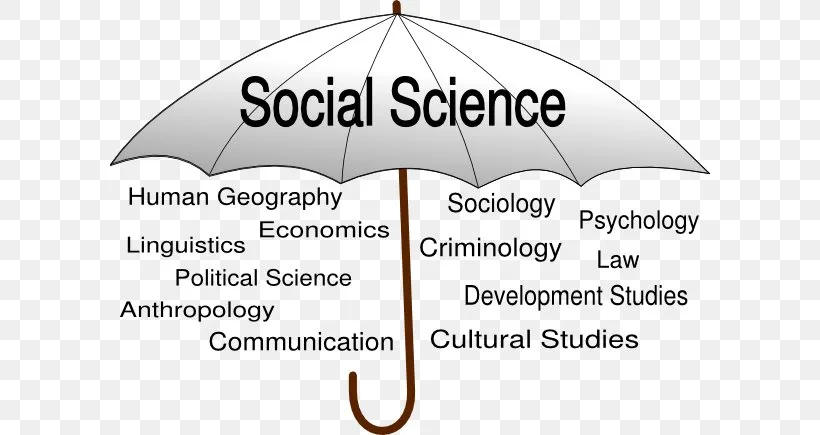 Social Science
Human Geography
Economics
Linguistics
Political Science
Anthropology
Communication
Sociology
Psychology
Criminology
Law
Development Studies
Cultural Studies